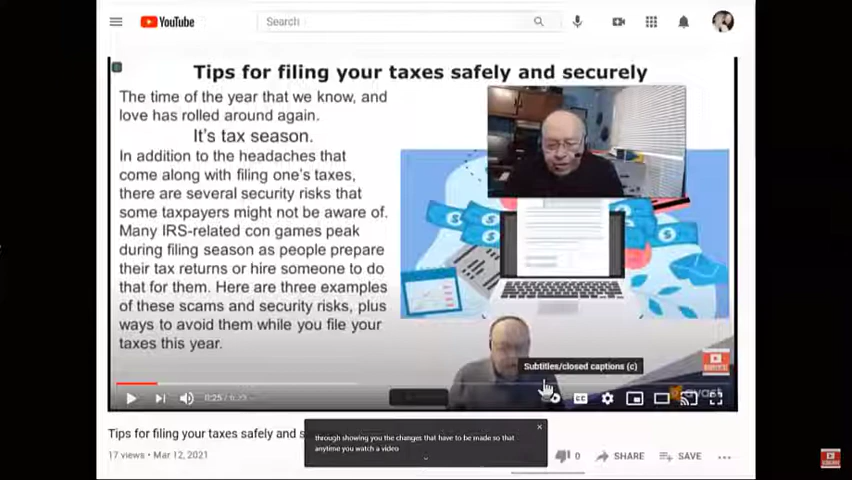 YouTube
Search
Tips for filing your taxes safely and securely
The time of the year that we know, and
love has rolled around again.
It's tax season.
In addition to the headaches that
come along with filing one's taxes,
there are several security risks that
some taxpayers might not be aware of.
Many IRS-related con games peak
during filing season as people prepare
their tax returns or hire someone to do
that for them. Here are three examples
of these scams and security risks, plus
ways to avoid them while you file your
taxes this year.
Subtitles/closed captions (c)
avast
0:25
Tips for filing your taxes safely and s
through showing you the changes that have to be made so that
anytime you watch a video
17 views • Mar 12, 2021
0
SHARE
SAVE